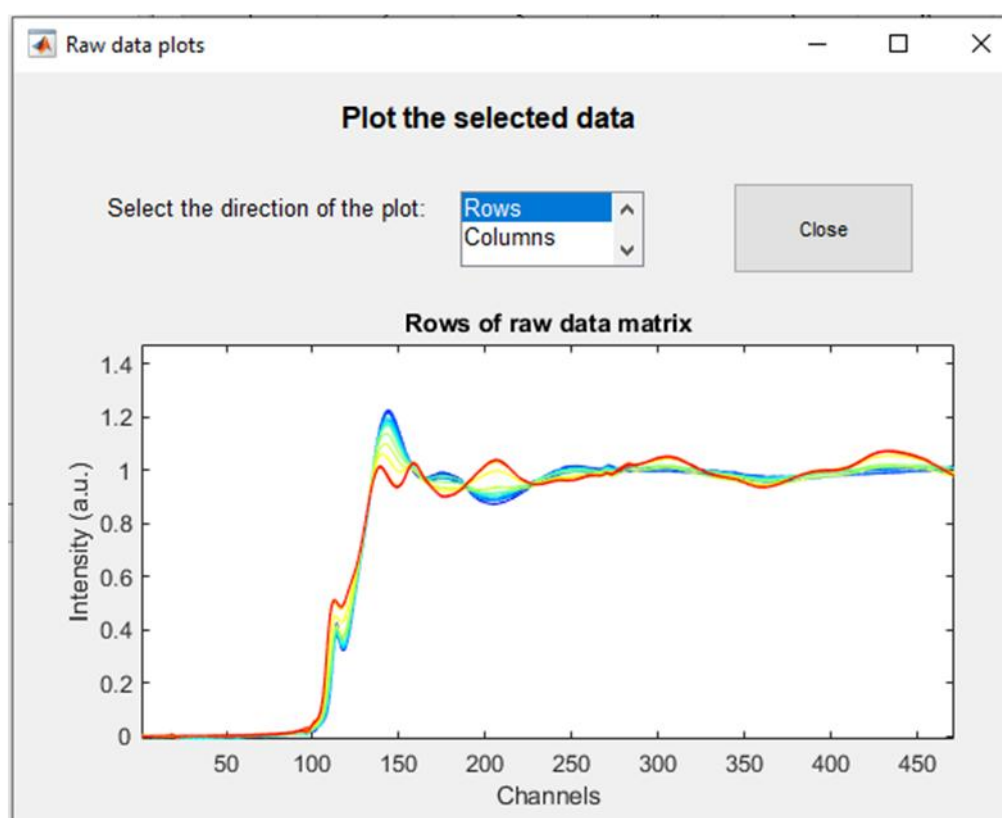 Raw data plots
Plot the selected data
Select the direction of the plot:
Rows
Columns
Close
Rows of raw data matrix
1.4
1.2
1
0.8
0.6
0.4
0.2
0
Intensity (a.u.)
50 100 150 200 250 300 350 400 450
Channels